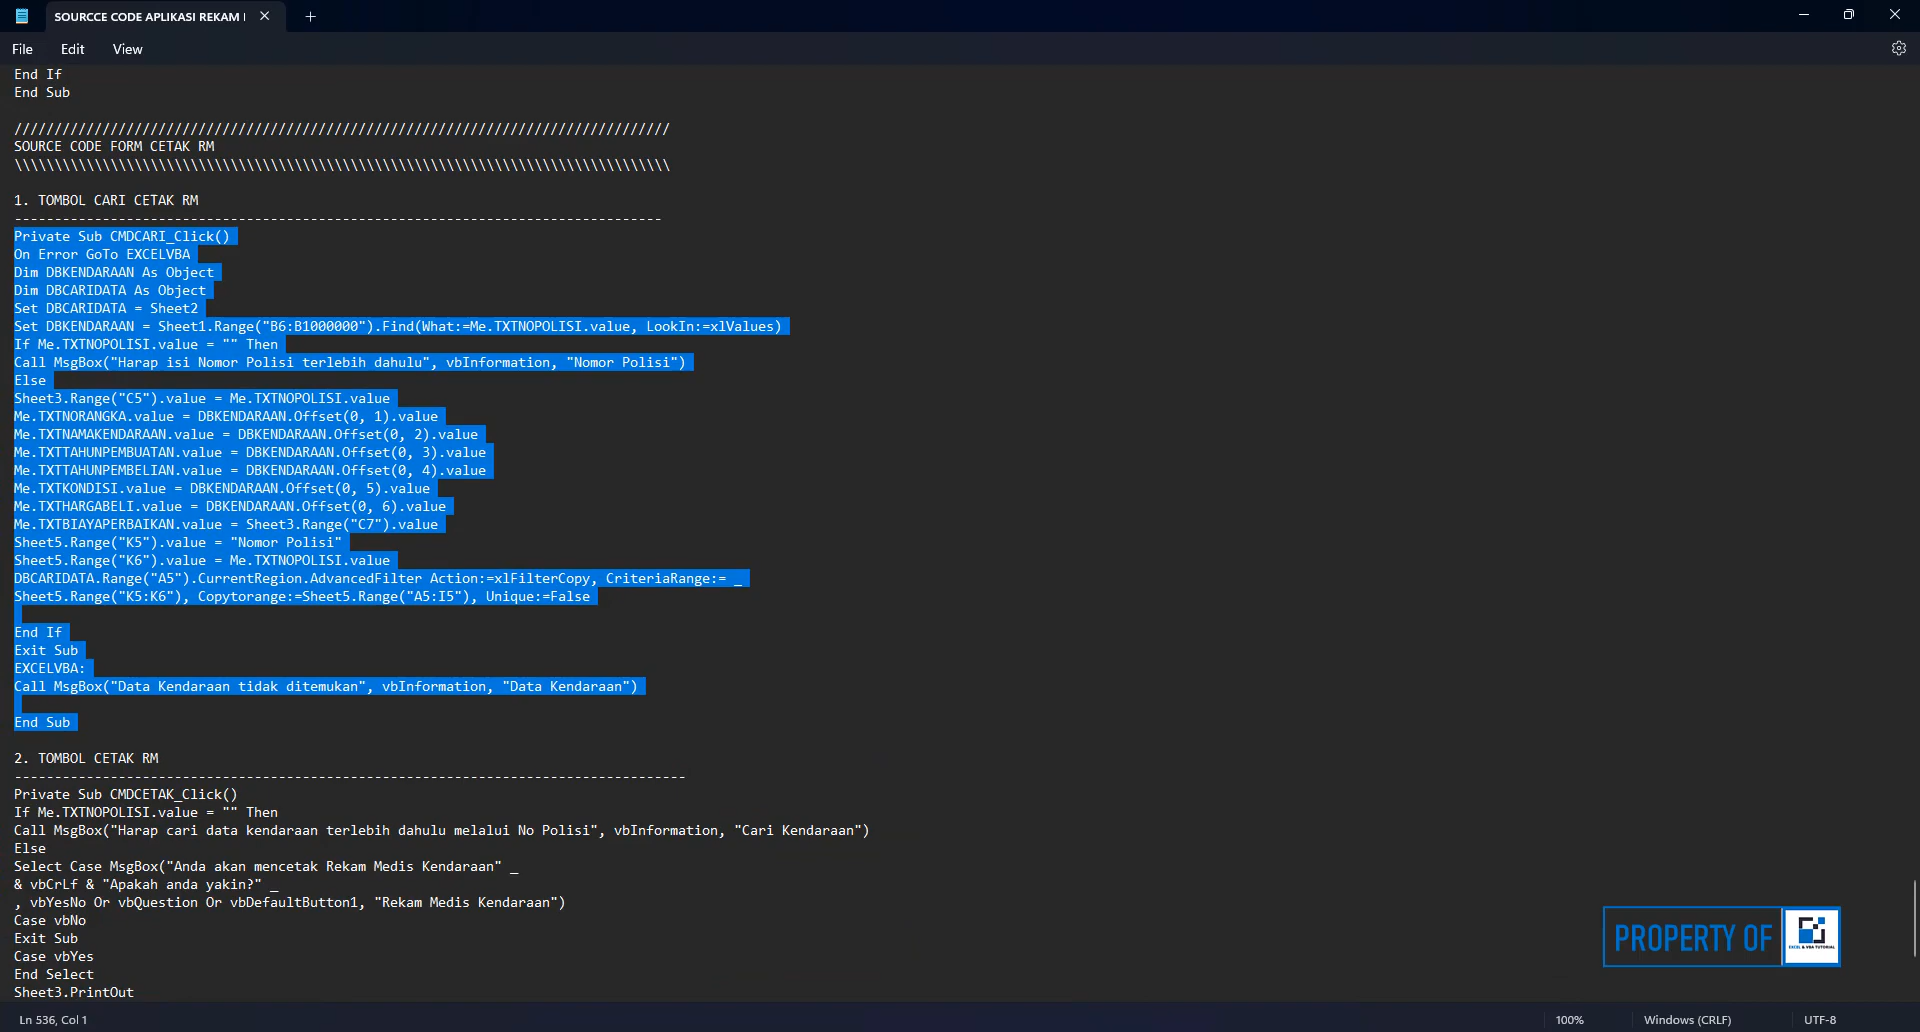 SOURCCE CODE APLIKASI REKAM
File Edit View
End If
End Sub
//////////////////////////////////////////////////////////////////////////////////
SOURCE CODE FORM CETAK RM
\\\\\\\\\\\\\\\\\\\\\\\\\\\\\\\\\\\\\\\\\\\\\\\\\\\\\\\\\\\\\\\\\\\\\\\\\\\\\\\\\\
1. TOMBOL CARI CETAK RM
---------------------------------------------------------------------------------
Private Sub CMDCARI_Click()
On Error GoTo EXCELVBA
Dim DBKENDARAAN As Object
Dim DBCARIDATA As Object
Set DBCARIDATA = Sheet2
Set DBKENDARAAN = Sheet1.Range("B6:B1000000").Find(What:=Me.TXTNOPOLISI.value, LookIn:=xlValues)
If Me.TXTNOPOLISI.value = "" Then
Call MsgBox("Harap isi Nomor Polisi terlebih dahulu", vbInformation, "Nomor Polisi")
Else
Sheet3.Range("C5").value = Me.TXTNOPOLISI.value
Me.TXTNORANGKA.value = DBKENDARAAN.Offset(0, 1).value
Me.TXTNAMAKENDARAAN.value = DBKENDARAAN.Offset(0, 2).value
Me.TXTTAHUNPEMBUATAN.value = DBKENDARAAN.Offset(0, 3).value
Me.TXTTAHUNPEMBELIAN.value = DBKENDARAAN.Offset(0, 4).value
Me.TXTKONDISI.value = DBKENDARAAN.Offset(0, 5).value
Me.TXTHARGABELI.value = DBKENDARAAN.Offset(0, 6).value
Me.TXTBIAYAPERBAIKAN.value = Sheet3.Range("C7").value
Sheet5.Range("K5").value = "Nomor Polisi"
Sheet5.Range("K6").value = Me.TXTNOPOLISI.value
DBCARIDATA.Range("A5").CurrentRegion.AdvancedFilter Action:=xlFilterCopy, CriteriaRange:= _
Sheet5.Range("K5:K6"), Copytorange:=Sheet5.Range("A5:I5"), Unique:=False
End If
Exit Sub
EXCELVBA:
Call MsgBox("Data Kendaraan tidak ditemukan", vbInformation, "Data Kendaraan")
End Sub
2. TOMBOL CETAK RM
------------------------------------------------------------------------------------
Private Sub CMDCETAK_Click()
If Me.TXTNOPOLISI.value = "" Then
Call MsgBox("Harap cari data kendaraan terlebih dahulu melalui No Polisi", vbInformation, "Cari Kendaraan")
Else
Select Case MsgBox("Anda akan mencetak Rekam Medis Kendaraan" _
& vbCrLf & "Apakah anda yakin?" _
, vbYesNo Or vbQuestion Or vbDefaultButton1, "Rekam Medis Kendaraan")
Case vbNo
Exit Sub
Case vbYes
End Select
Sheet3.PrintOut
PROPERTY OF
EXCEL & VBA TUTORIAL
Ln 536, Col 1
100%
Windows (CRLF)
UTF-8